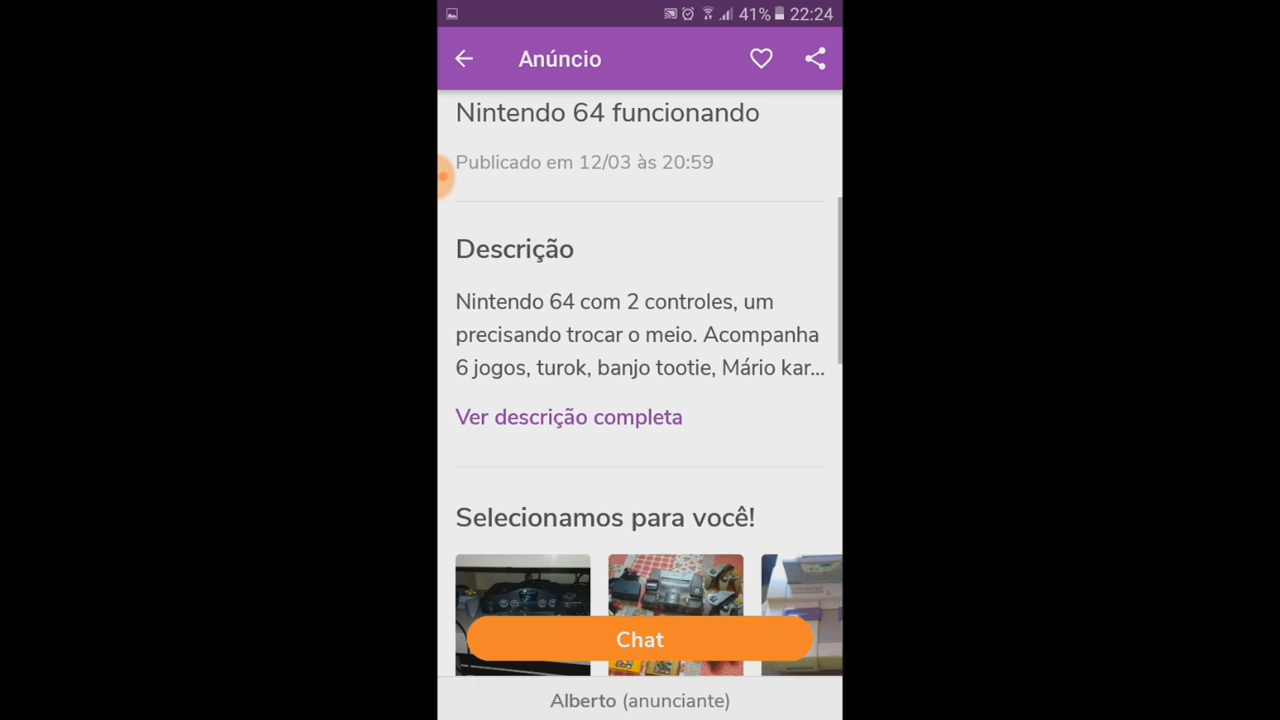 41% 22:24
Anúncio
Nintendo 64 funcionando
Publicado em 12/03 às 20:59
Descrição
Nintendo 64 com 2 controles, um
precisando trocar o meio. Acompanha
6 jogos, turok, banjo tootie, Mário kar...
Ver descrição completa
Selecionamos para você!
Chat
Alberto (anunciante)